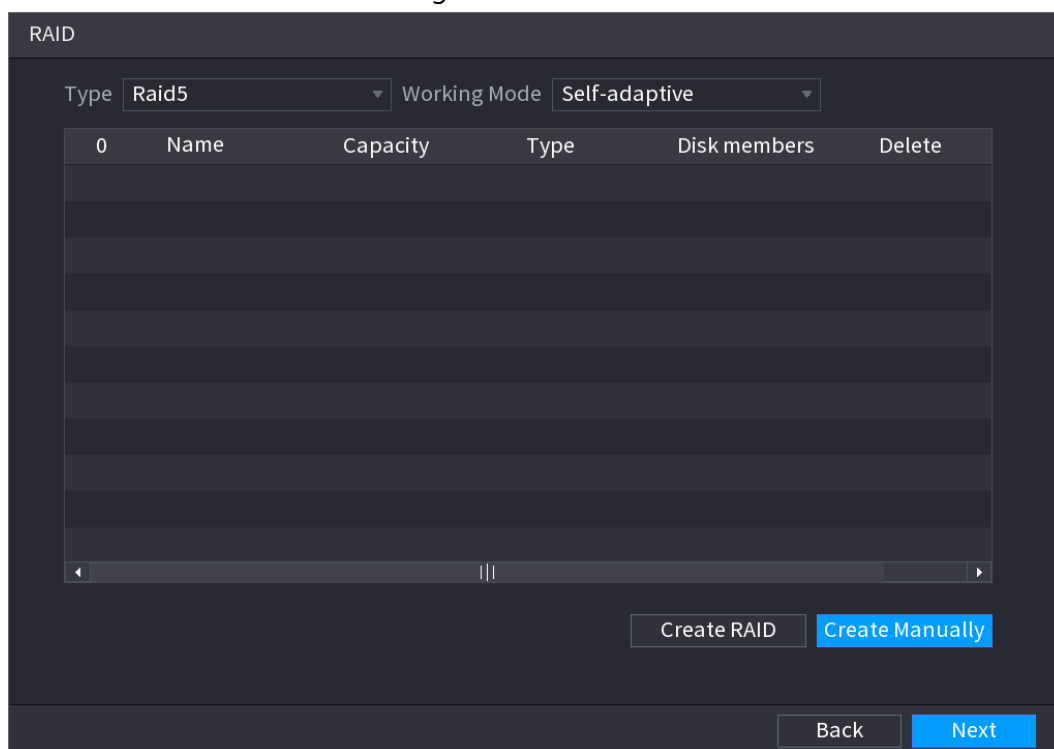 RAID
Type Raid5 Working Mode Self-adaptive
0 Name Capacity Type Disk members Delete
Create RAID Create Manually
Back Next